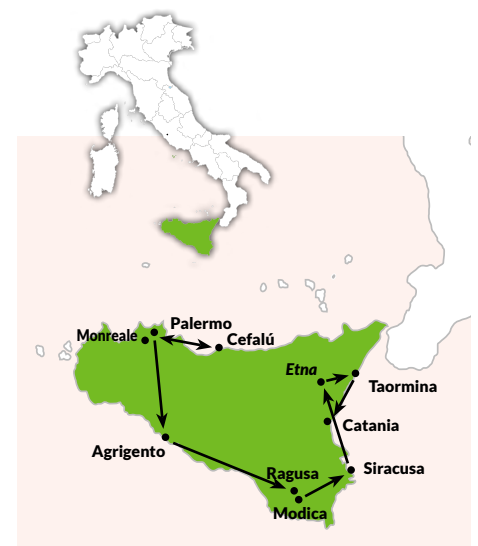 Palermo
Monreale
Cefalú
Etna
Taormina
Catania
Agrigento
Siracusa
Ragusa
Modica